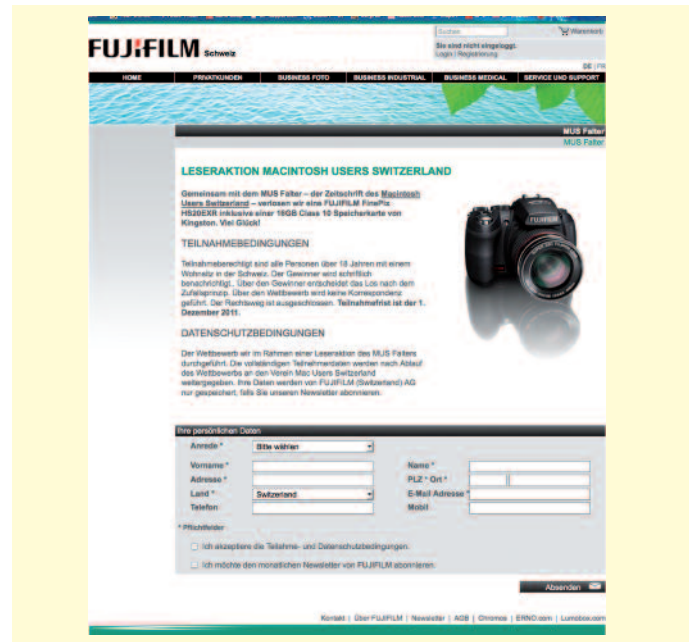 FUJIFILM Schweiz
Suchen
Warenkorb
Sie sind nicht eingeloggt.
Login | Registrierung
DE | FR
HOME PRIVATKUNDEN BUSINESS FOTO BUSINESS INDUSTRIAL BUSINESS MEDICAL SERVICE UND SUPPORT
MUS Falter
MUS Falter
LESERAKTION MACINTOSH USERS SWITZERLAND
Gemeinsam mit dem MUS Falter – der Zeitschrift des Macintosh
Users Switzerland – verlosen wir eine FUJIFILM FinePix
HS20EXR inklusive einer 16GB Class 10 Speicherkarte von
Kingston. Viel Glück!
TEILNAHMEBEDINGUNGEN
Teilnahmeberechtigt sind alle Personen über 18 Jahren mit einem
Wohnsitz in der Schweiz. Der Gewinner wird schriftlich
benachrichtigt.. Über den Gewinner entscheidet das Los nach dem
Zufallsprinzip. Über den Wettbewerb wird keine Korrespondenz
geführt. Der Rechtsweg ist ausgeschlossen. Teilnahmefrist ist der 1.
Dezember 2011.
FUJIFILM
DATENSCHUTZBEDINGUNGEN
Der Wettbewerb wir im Rahmen einer Leseraktion des MUS Falters
durchgeführt. Die vollständigen Teilnehmerdaten werden nach Ablauf
des Wettbewerbs an den Verein Mac Users Switzerland
weitergegeben. Ihre Daten werden von FUJIFILM (Switzerland) AG
nur gespeichert, falls Sie unseren Newsletter abonnieren.
Ihre persönlichen Daten
Anrede * Bitte wählen
Vorname * Name *
Adresse * PLZ * Ort *
Land * Switzerland E-Mail Adresse *
Telefon Mobil
* Pflichtfelder
Ich akzeptiere die Teilahme- und Datenschutzbedingungen.
Ich möchte den monatlichen Newsletter von FUJIFILM abonnieren.
Absenden
Kontakt | Über FUJIFILM | Newsletter | AGB | Chromos | ERNO.com | Lumobox.com